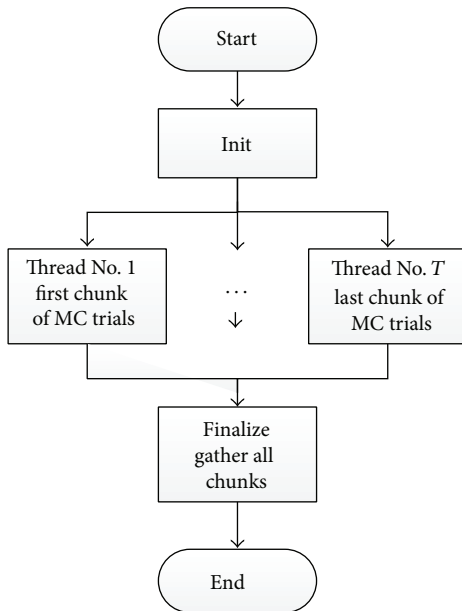 Start
Init
Thread No. 1
first chunk
of MC trials
...
Thread No. T
last chunk of
MC trials
Finalize
gather all
chunks
End